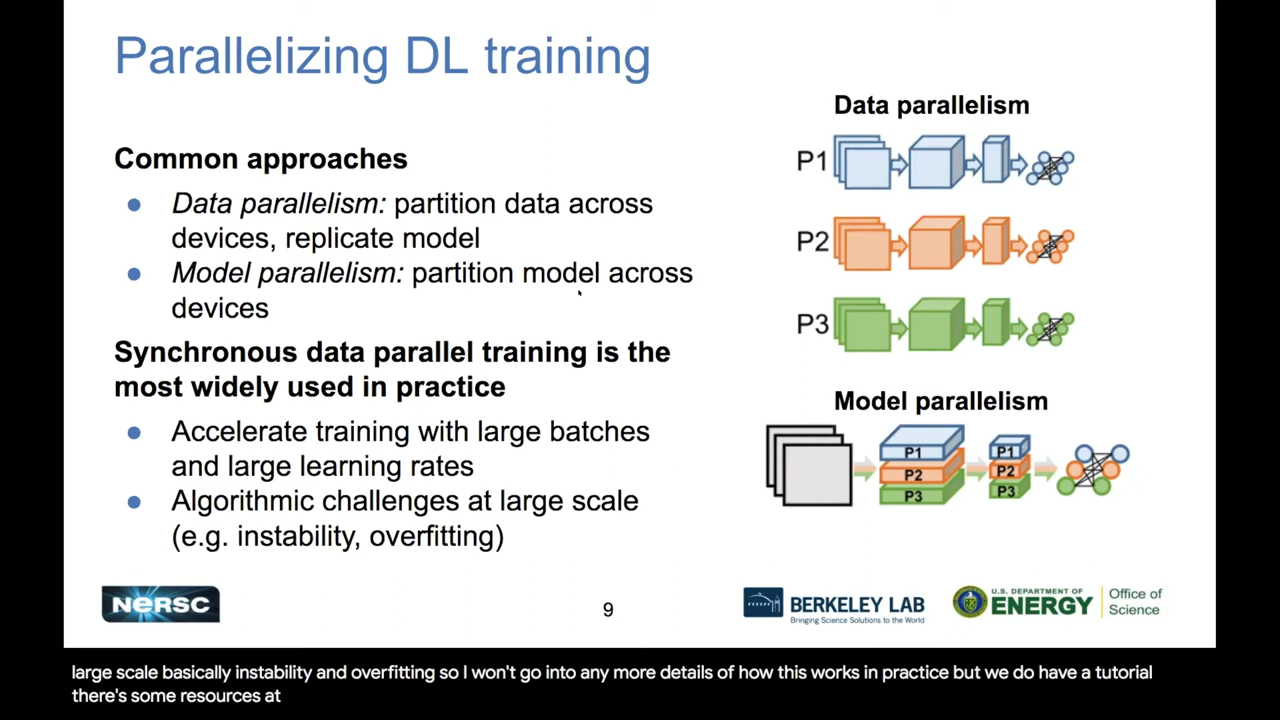 Parallelizing DL training
Common approaches
● Data parallelism: partition data across
devices, replicate model
● Model parallelism: partition model across
devices
Synchronous data parallel training is the
most widely used in practice
● Accelerate training with large batches
and large learning rates
● Algorithmic challenges at large scale
(e.g. instability, overfitting)
Data parallelism
P1
P2
P3
Model parallelism
P1 P1
P2 P2
P3 P3
NERSC
9
BERKELEY LAB
Bringing Science Solutions to the World
U.S. DEPARTMENT OF
ENERGY
Office of
Science
large scale basically instability and overfitting so I won't go into any more details of how this works in practice but we do have a tutorial
there's some resources at